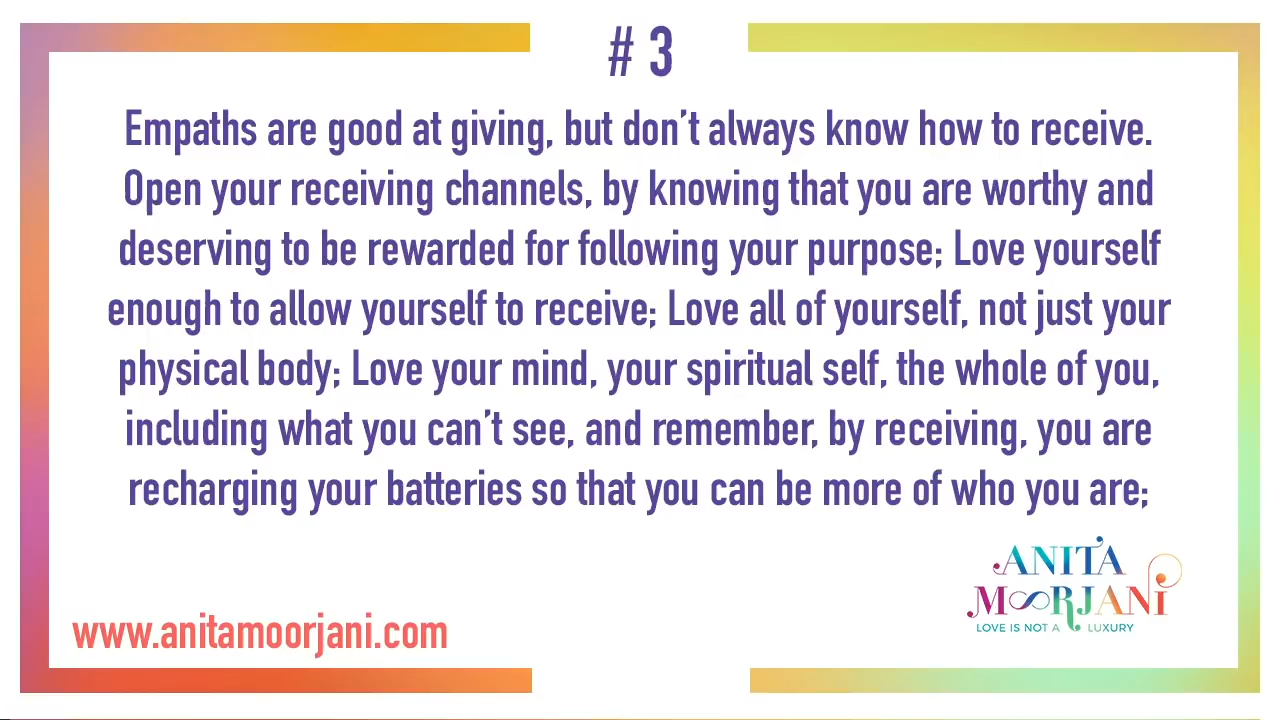 # 3
Empaths are good at giving, but don’t always know how to receive.
Open your receiving channels, by knowing that you are worthy and
deserving to be rewarded for following your purpose; Love yourself
enough to allow yourself to receive; Love all of yourself, not just your
physical body; Love your mind, your spiritual self, the whole of you,
including what you can’t see, and remember, by receiving, you are
recharging your batteries so that you can be more of who you are;
ANITA
MOORJANI
LOVE IS NOT A LUXURY
www.anitamoorjani.com